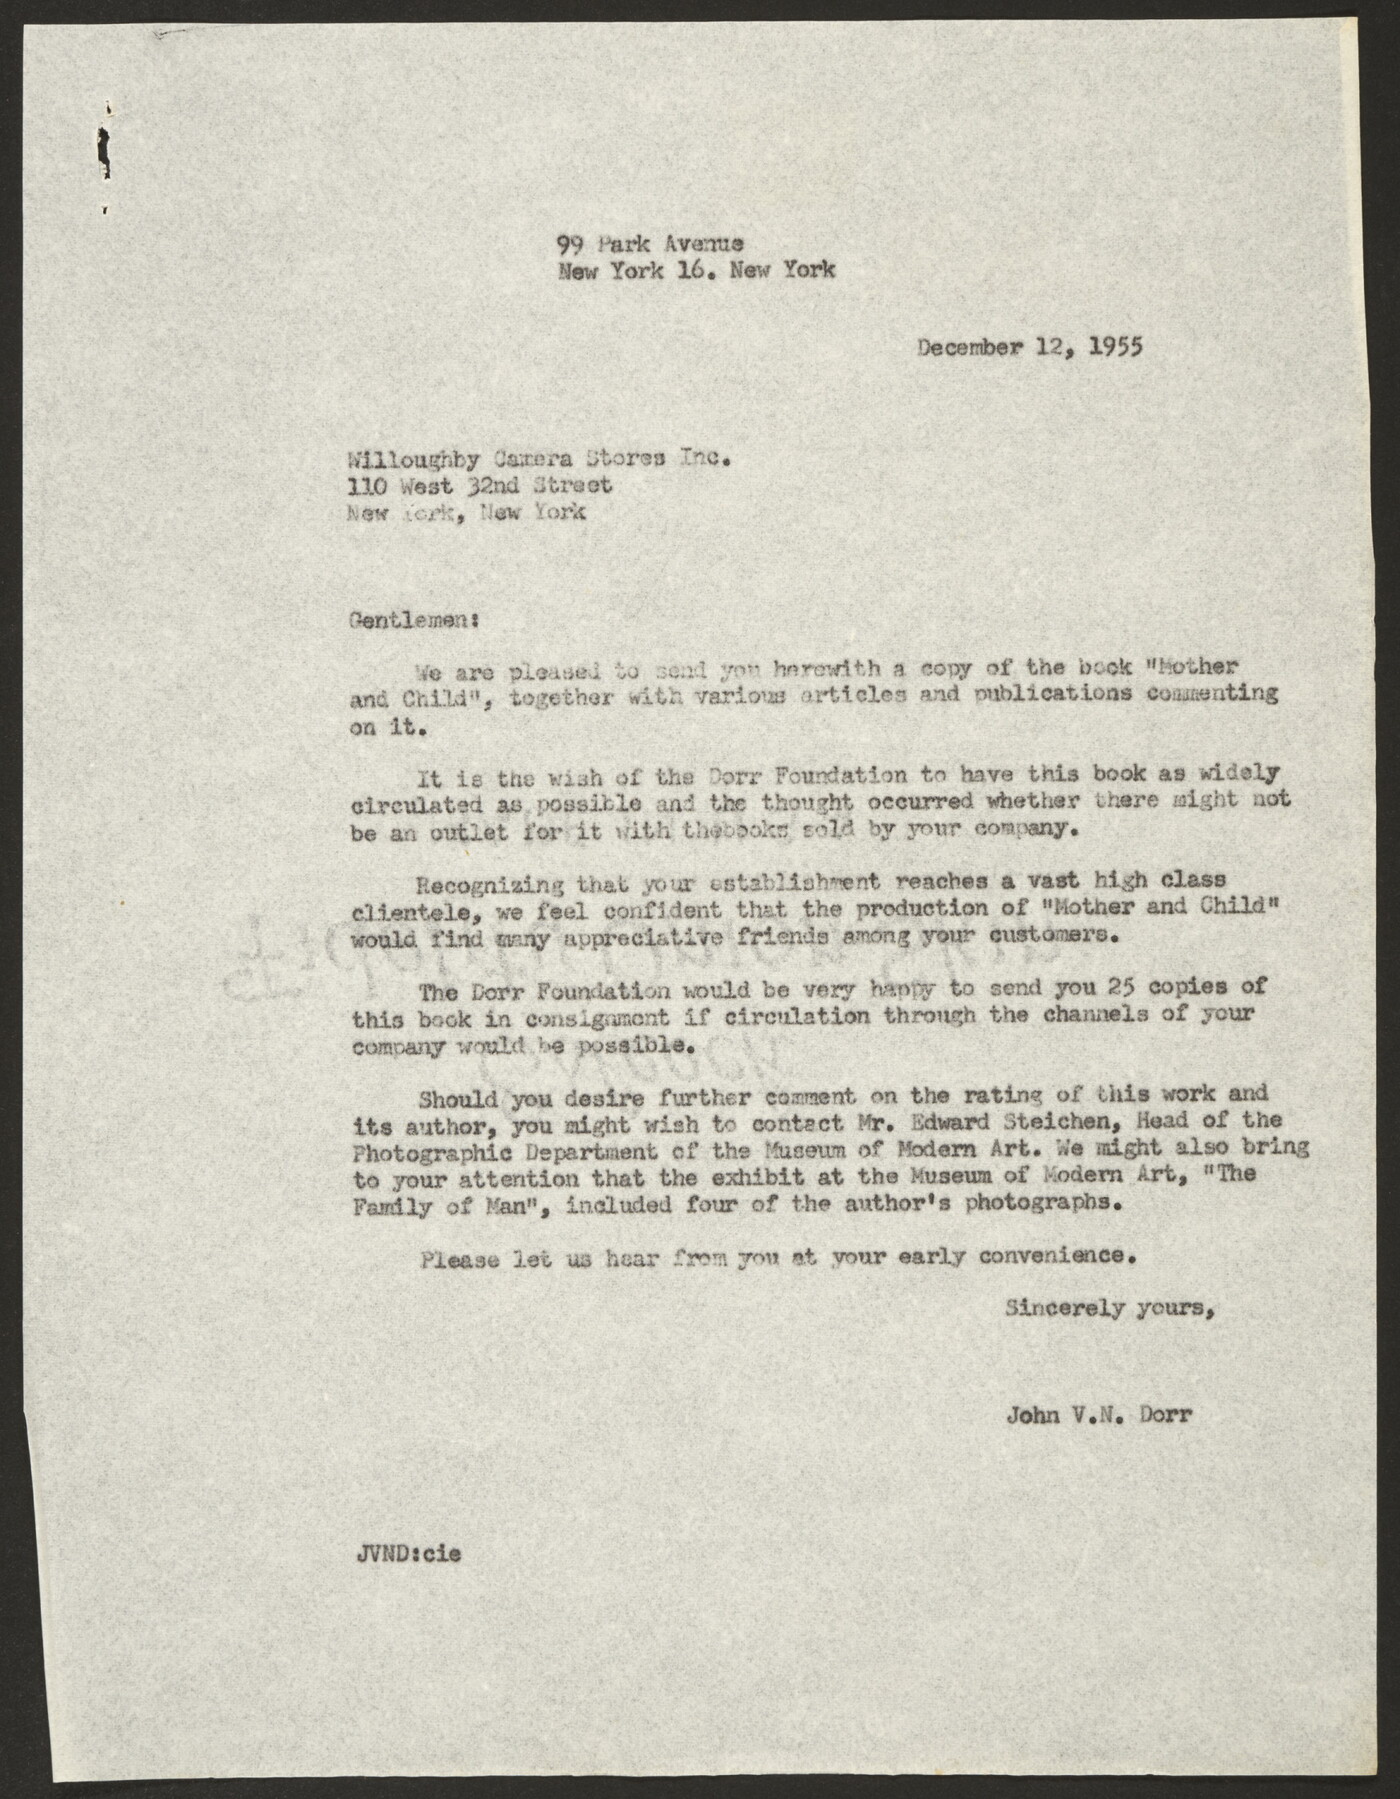 99 Park Avenue
New York 16. New York
December 12, 1955
Willoughby Camera Stores Inc.
110 West 32nd Street
New York, New York
Gentlemen:
We are pleased to send you herewith a copy of the book "Mother
and Child", together with various articles and publications commenting
on it.
It is the wish of the Dorr Foundation to have this book as widely
circulated as possible and the thought occurred whether there might not
be an outlet for it with thebooks sold by your company.
Recognizing that your establishment reaches a vast high class
clientele, we feel confident that the production of "Mother and Child"
would find many appreciative friends among your customers.
The Dorr Foundation would be very happy to send you 25 copies of
this book in consignment if circulation through the channels of your
company would be possible.
Should you desire further comment on the rating of this work and
its author, you might wish to contact Mr. Edward Steichen, Head of the
Photographic Department of the Museum of Modern Art. We might also bring
to your attention that the exhibit at the Museum of Modern Art, "The
Family of Man", included four of the author's photographs.
Please let us hear from you at your early convenience.
Sincerely yours,
John V.N. Dorr
JVND:cie